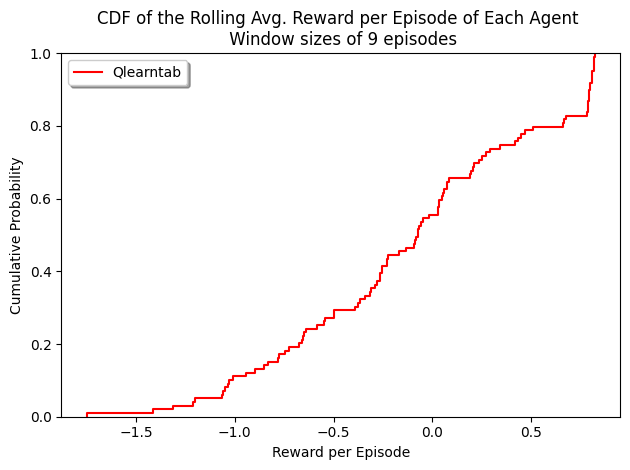 CDF of the Rolling Avg. Reward per Episode of Each Agent
Window sizes of 9 episodes
Qlearntab
Cumulative Probability
1.0
0.8
0.6
0.4
0.2
0.0
−1.5
−1.0
−0.5
0.0
0.5
Reward per Episode